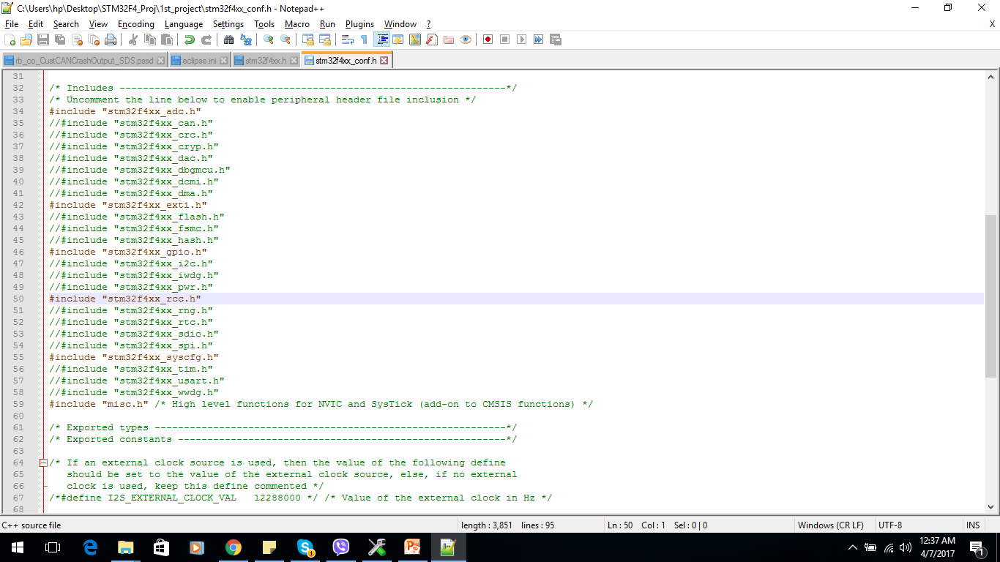 C:\Users\hp\Desktop\STM32F4_Proj\1st_project\stm32f4xx_conf.h - Notepad++
File Edit Search View Encoding Language Settings Tools Macro Run Plugins Window ? X
rb_co_CustCANCrashOutput_SDS.pssd eclipse.ini stm32f4xx.h stm32f4xx_conf.h
31
32 /* Includes ------------------------------------------------------------------*/
33 /* Uncomment the line below to enable peripheral header file inclusion */
34 #include "stm32f4xx_adc.h"
35 //#include "stm32f4xx_can.h"
36 //#include "stm32f4xx_crc.h"
37 //#include "stm32f4xx_cryp.h"
38 //#include "stm32f4xx_dac.h"
39 //#include "stm32f4xx_dbgmcu.h"
40 //#include "stm32f4xx_dcmi.h"
41 //#include "stm32f4xx_dma.h"
42 #include "stm32f4xx_exti.h"
43 //#include "stm32f4xx_flash.h"
44 //#include "stm32f4xx_fsmc.h"
45 //#include "stm32f4xx_hash.h"
46 #include "stm32f4xx_gpio.h"
47 //#include "stm32f4xx_i2c.h"
48 //#include "stm32f4xx_iwdg.h"
49 //#include "stm32f4xx_pwr.h"
50 #include "stm32f4xx_rcc.h"
51 //#include "stm32f4xx_rng.h"
52 //#include "stm32f4xx_rtc.h"
53 //#include "stm32f4xx_sdio.h"
54 //#include "stm32f4xx_spi.h"
55 #include "stm32f4xx_syscfg.h"
56 //#include "stm32f4xx_tim.h"
57 //#include "stm32f4xx_usart.h"
58 //#include "stm32f4xx_wwdg.h"
59 #include "misc.h" /* High level functions for NVIC and SysTick (add-on to CMSIS functions) */
60
61 /* Exported types ------------------------------------------------------------*/
62 /* Exported constants --------------------------------------------------------*/
63
64 /* If an external clock source is used, then the value of the following define
65 should be set to the value of the external clock source, else, if no external
66 clock is used, keep this define commented */
67 /*#define I2S_EXTERNAL_CLOCK_VAL 12288000 */ /* Value of the external clock in Hz */
68
C++ source file length : 3,851 lines : 95 Ln : 50 Col : 1 Sel : 0 | 0 Windows (CR LF) UTF-8 INS
12:37 AM
4/7/2017